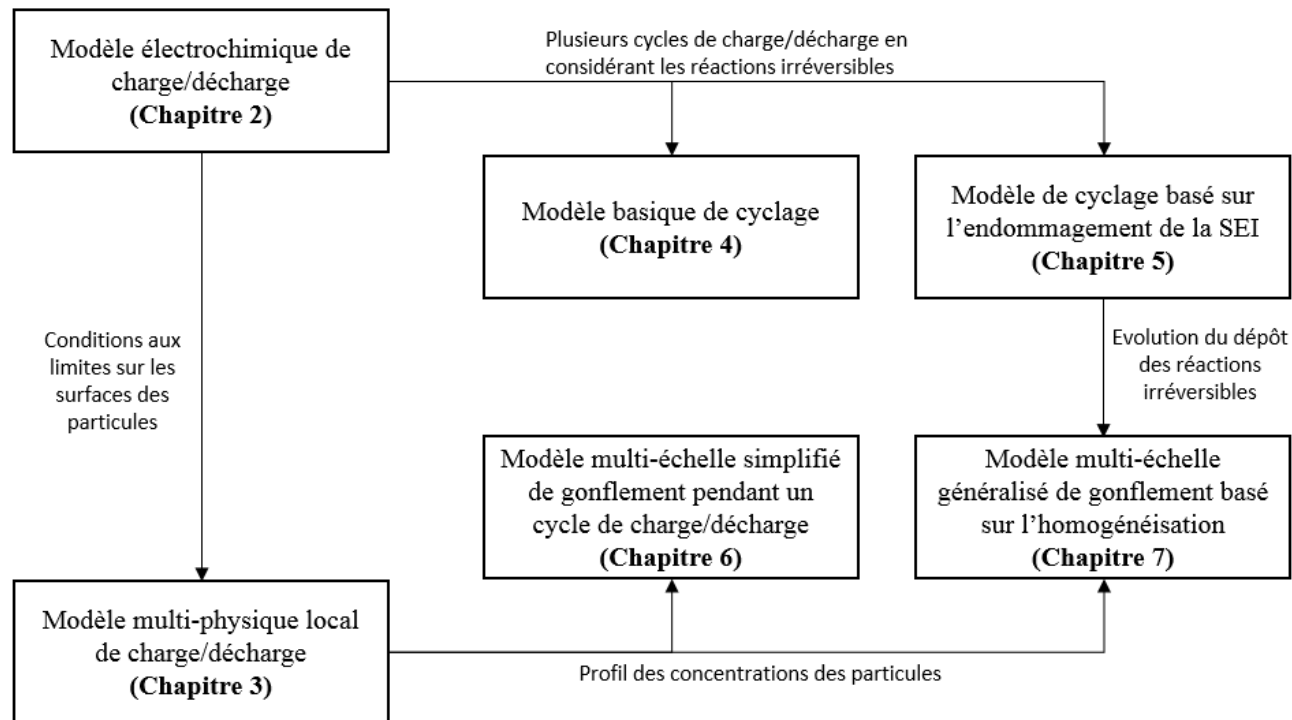 Modèle électrochimique de
charge/décharge
(Chapitre 2)
Plusieurs cycles de charge/décharge en
considérant les réactions irréversibles
Modèle basique de cyclage
(Chapitre 4)
Modèle de cyclage basé sur
l’endommagement de la SEI
(Chapitre 5)
Conditions aux
limites sur les
surfaces des
particules
Evolution du dépôt
des réactions
irréversibles
Modèle multi-échelle simplifié
de gonflement pendant un
cycle de charge/décharge
(Chapitre 6)
Modèle multi-échelle
généralisé de gonflement basé
sur l’homogénéisation
(Chapitre 7)
Modèle multi-physique local
de charge/décharge
(Chapitre 3)
Profil des concentrations des particules